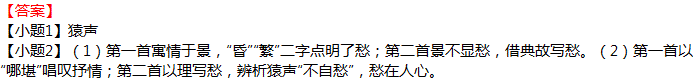 【答案】
【小题1】猿声
【小题2】（1）第一首寓情于景，“昏”“繁”二字点明了愁；第二首景不显愁，借典故写愁。（2）第一首以
“哪堪”唱叹抒情；第二首以理写愁，辨析猿声“不自愁”，愁在人心。